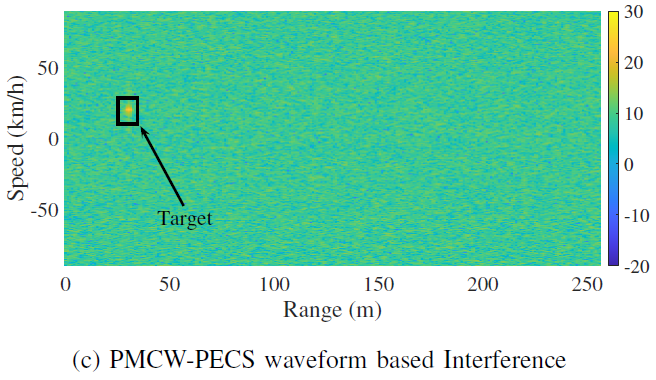 30
20
10
0
-10
-20
50
0
-50
Speed (km/h)
Target
0 50 100 150 200 250
Range (m)
(c) PMCW-PECS waveform based Interference